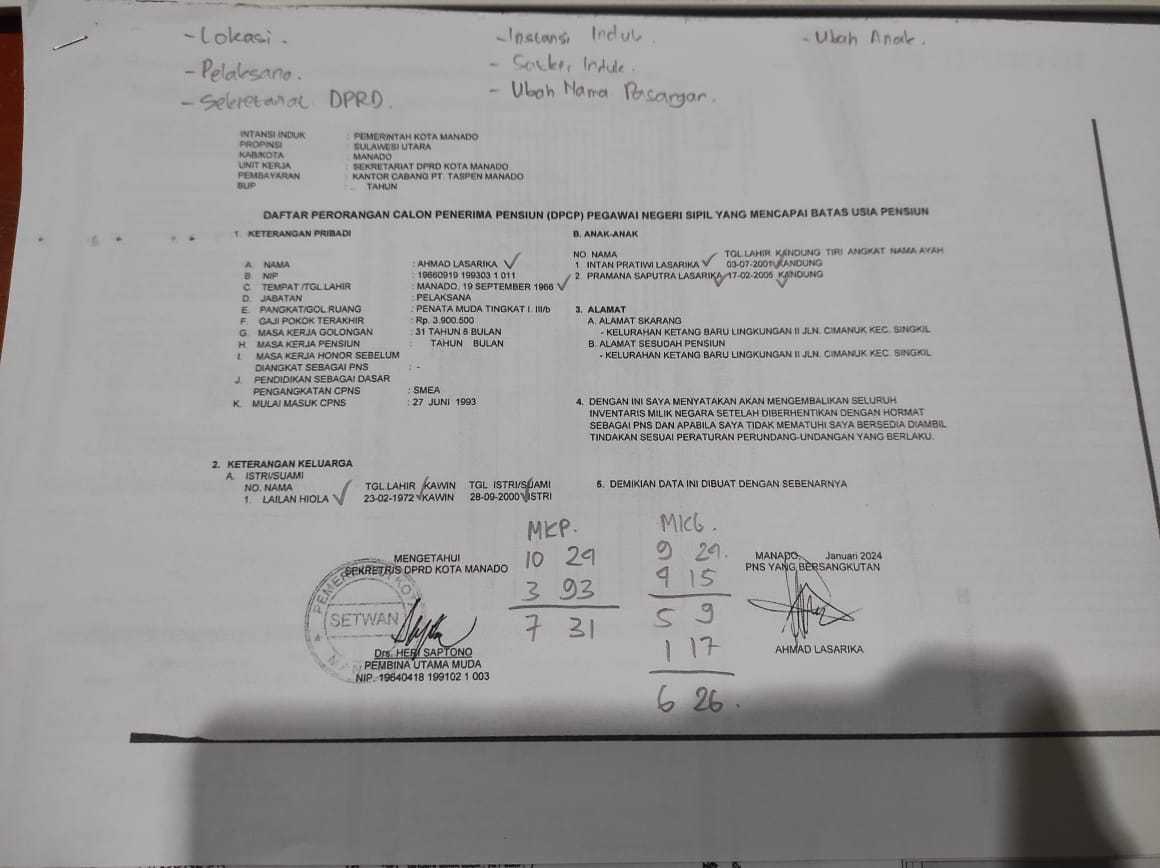 - Lokasi.
- Pelaksana.
- Sekretariat DPRD.
- Instansi Induk.
- Satker Induk.
- Ubah Nama Pasangan.
- Ubah Anak.
INTANSI INDUK : PEMERINTAH KOTA MANADO
PROPINSI : SULAWESI UTARA
KAB/KOTA : MANADO
UNIT KERJA : SEKRETARIAT DPRD KOTA MANADO
PEMBAYARAN : KANTOR CABANG PT. TASPEN MANADO
BUP : .. TAHUN
DAFTAR PERORANGAN CALON PENERIMA PENSIUN (DPCP) PEGAWAI NEGERI SIPIL YANG MENCAPAI BATAS USIA PENSIUN
1. KETERANGAN PRIBADI
A. NAMA : AHMAD LASARIKA
B. NIP : 19660919 199303 1 011
C. TEMPAT /TGL.LAHIR : MANADO, 19 SEPTEMBER 1966
D. JABATAN : PELAKSANA
E. PANGKAT/GOL.RUANG : PENATA MUDA TINGKAT I. III/b
F. GAJI POKOK TERAKHIR : Rp. 3.900.500
G. MASA KERJA GOLONGAN : 31 TAHUN 8 BULAN
H. MASA KERJA PENSIUN : TAHUN BULAN
I. MASA KERJA HONOR SEBELUM
DIANGKAT SEBAGAI PNS : -
J. PENDIDIKAN SEBAGAI DASAR
PENGANGKATAN CPNS : SMEA
K. MULAI MASUK CPNS : 27 JUNI 1993
2. KETERANGAN KELUARGA
A. ISTRI/SUAMI
NO. NAMA TGL.LAHIR KAWIN TGL ISTRI/SUAMI
1. LAILAN HIOLA 23-02-1972 KAWIN 28-09-2000 ISTRI
B. ANAK-ANAK
NO. NAMA TGL.LAHIR KANDUNG TIRI ANGKAT NAMA AYAH
1. INTAN PRATIWI LASARIKA 03-07-2001 KANDUNG
2. PRAMANA SAPUTRA LASARIKA 17-02-2005 KANDUNG
3. ALAMAT
A. ALAMAT SKARANG
- KELURAHAN KETANG BARU LINGKUNGAN II JLN. CIMANUK KEC. SINGKIL
B. ALAMAT SESUDAH PENSIUN
- KELURAHAN KETANG BARU LINGKUNGAN II JLN. CIMANUK KEC. SINGKIL
4. DENGAN INI SAYA MENYATAKAN AKAN MENGEMBALIKAN SELURUH
INVENTARIS MILIK NEGARA SETELAH DIBERHENTIKAN DENGAN HORMAT
SEBAGAI PNS DAN APABILA SAYA TIDAK MEMATUHI SAYA BERSEDIA DIAMBIL
TINDAKAN SESUAI PERATURAN PERUNDANG-UNDANGAN YANG BERLAKU.
5. DEMIKIAN DATA INI DIBUAT DENGAN SEBENARNYA
MENGETAHUI
SEKRETRIS DPRD KOTA MANADO
SETWAN
Drs. HERI SAPTONO
PEMBINA UTAMA MUDA
NIP. 19640418 199102 1 003
MKP.
10 29
3 93
7 31
MKG.
9 29.
4 15
5 9
1 17
6 26.
MANADO, Januari 2024
PNS YANG BERSANGKUTAN
AHMAD LASARIKA